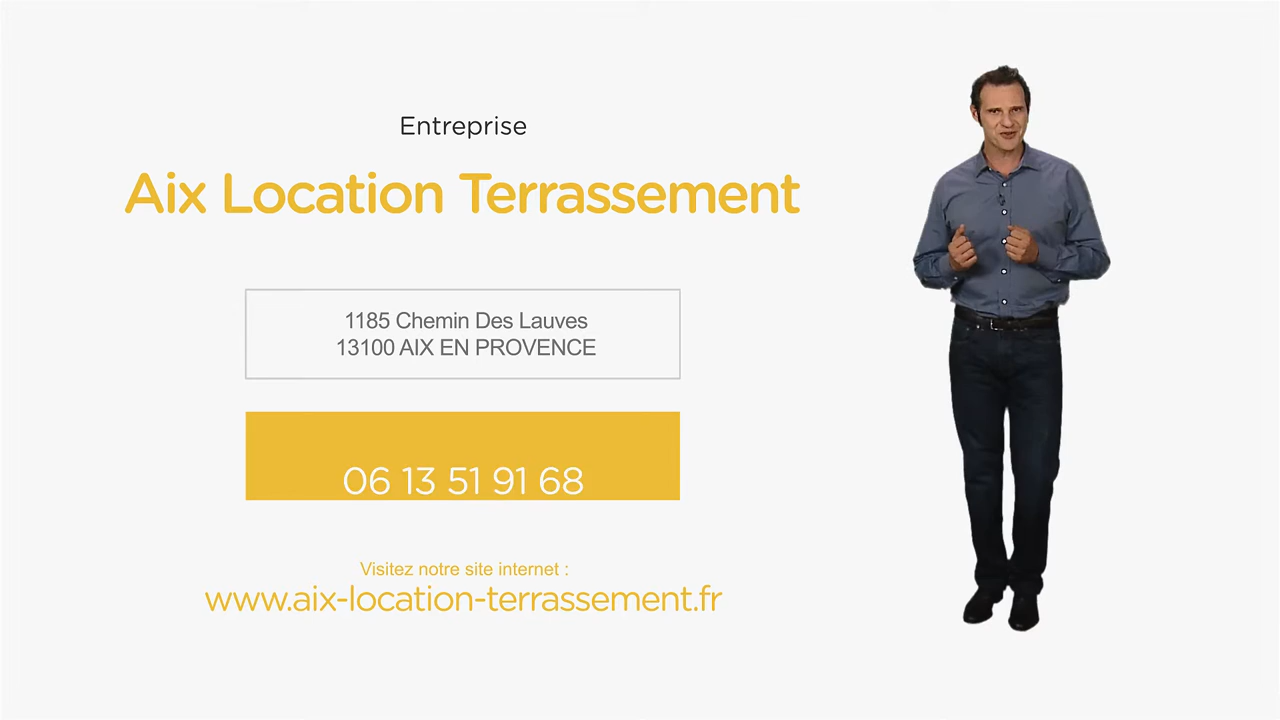 Entreprise
Aix Location Terrassement
1185 Chemin Des Lauves
13100 AIX EN PROVENCE
06 13 51 91 68
Visitez notre site internet :
www.aix-location-terrassement.fr